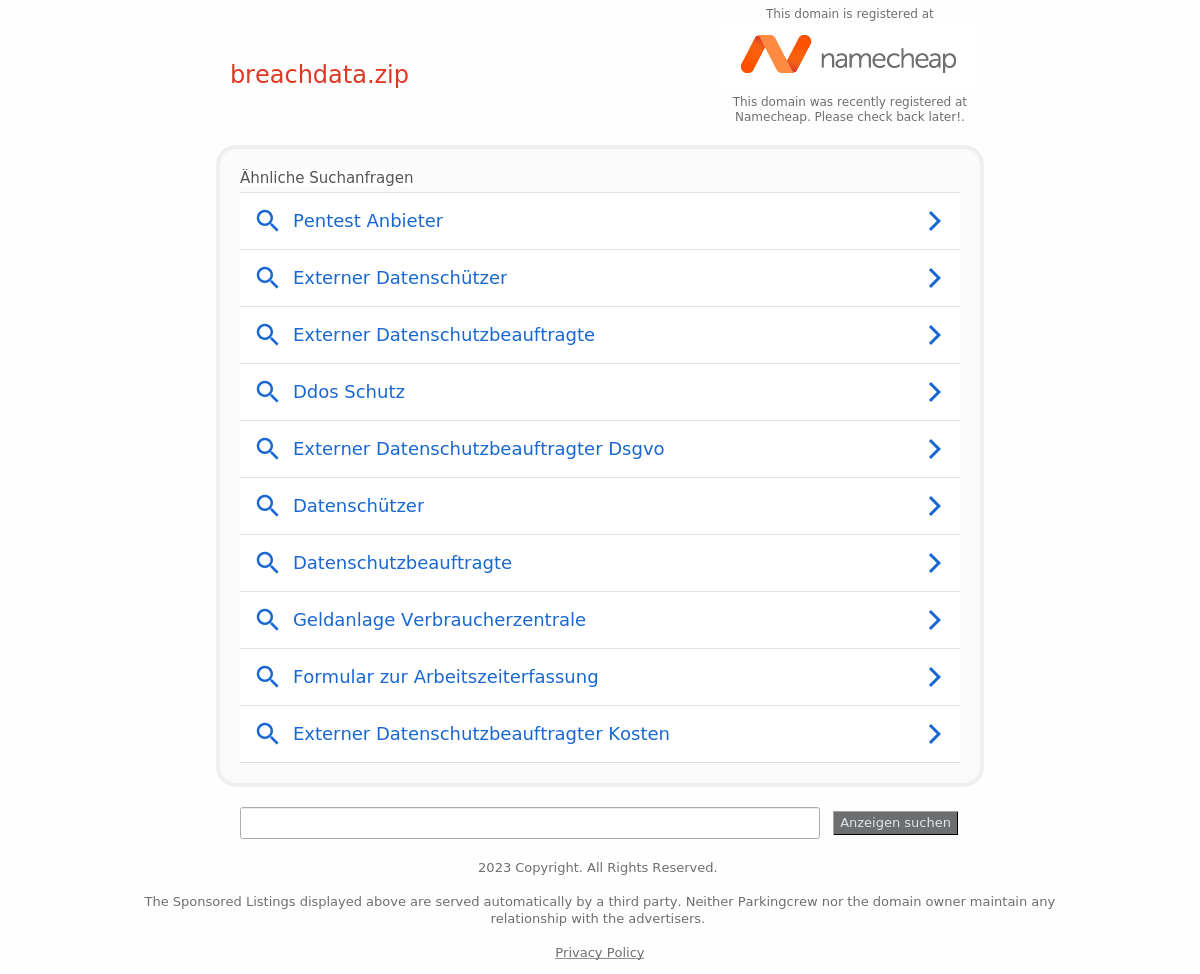 This domain is registered at
namecheap
breachdata.zip
This domain was recently registered at
Namecheap. Please check back later!.
Ähnliche Suchanfragen
Pentest Anbieter
Externer Datenschützer
Externer Datenschutzbeauftragte
Ddos Schutz
Externer Datenschutzbeauftragter Dsgvo
Datenschützer
Datenschutzbeauftragte
Geldanlage Verbraucherzentrale
Formular zur Arbeitszeiterfassung
Externer Datenschutzbeauftragter Kosten
Anzeigen suchen
2023 Copyright. All Rights Reserved.
The Sponsored Listings displayed above are served automatically by a third party. Neither Parkingcrew nor the domain owner maintain any
relationship with the advertisers.
Privacy Policy